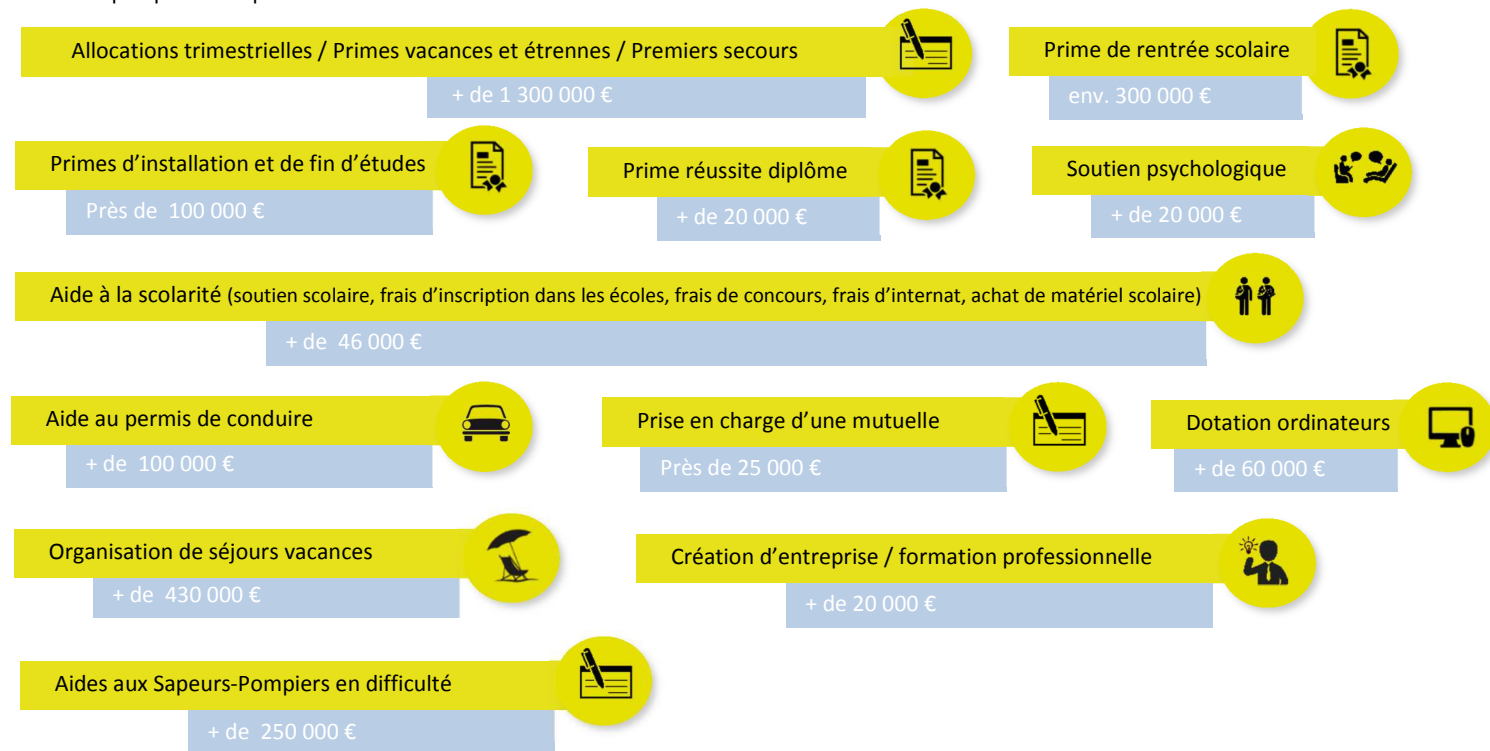 Allocations trimestrielles / Primes vacances et étrennes / Premiers secours
+ de 1 300 000 €
Prime de rentrée scolaire
env. 300 000 €
Primes d'installation et de fin d'études
Près de 100 000 €
Prime réussite diplôme
+ de 20 000 €
Soutien psychologique
+ de 20 000 €
Aide à la scolarité (soutien scolaire, frais d'inscription dans les écoles, frais de concours, frais d'internat, achat de matériel scolaire)
+ de 46 000 €
Aide au permis de conduire
+ de 100 000 €
Prise en charge d'une mutuelle
Près de 25 000 €
Dotation ordinateurs
+ de 60 000 €
Organisation de séjours vacances
+ de 430 000 €
Création d'entreprise / formation professionnelle
+ de 20 000 €
Aides aux Sapeurs-Pompiers en difficulté
+ de 250 000 €